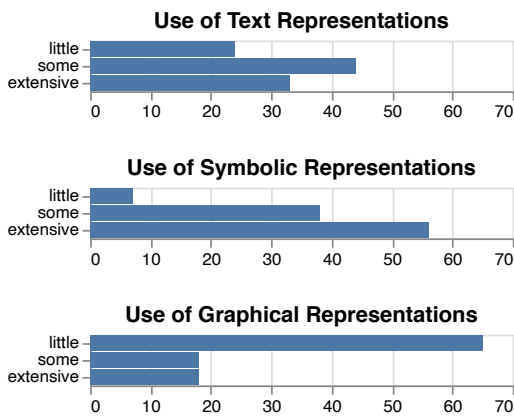 Use of Text Representations
little
some
extensive
0 10 20 30 40 50 60 70
Use of Symbolic Representations
little
some
extensive
0 10 20 30 40 50 60 70
Use of Graphical Representations
little
some
extensive
0 10 20 30 40 50 60 70